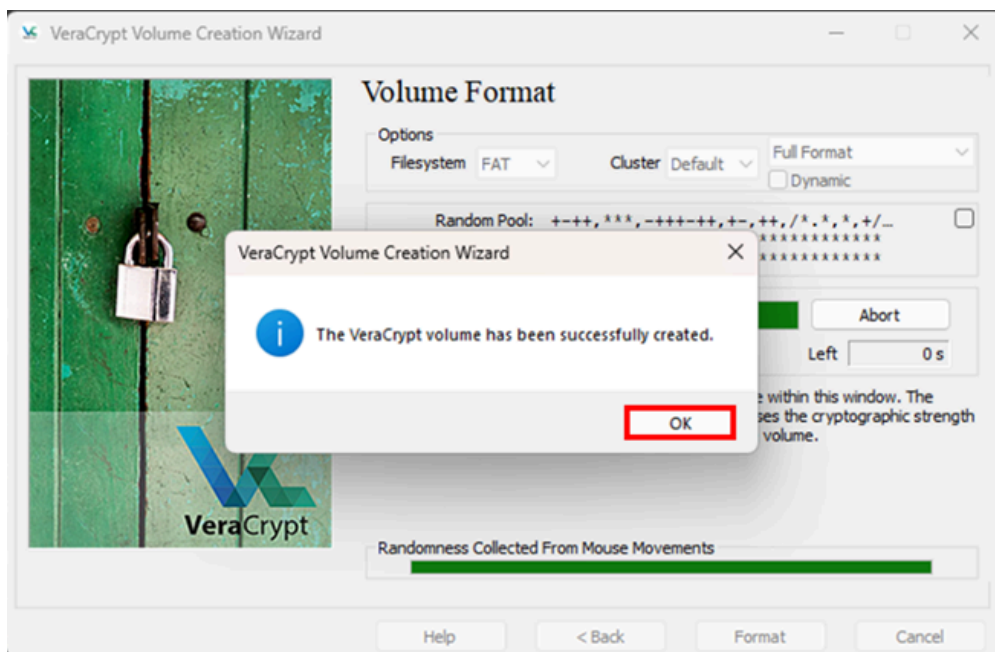 VeraCrypt Volume Creation Wizard
Volume Format
Options
Filesystem FAT Cluster Default Full Format
Dynamic
Random Pool: +-++,***,-+++-++,+-,++,/*.*,*,+/…
************
************
VeraCrypt Volume Creation Wizard
The VeraCrypt volume has been successfully created.
OK
Abort
Left 0 s
within this window. The
ses the cryptographic strength
volume.
VeraCrypt
Randomness Collected From Mouse Movements
Help < Back Format Cancel